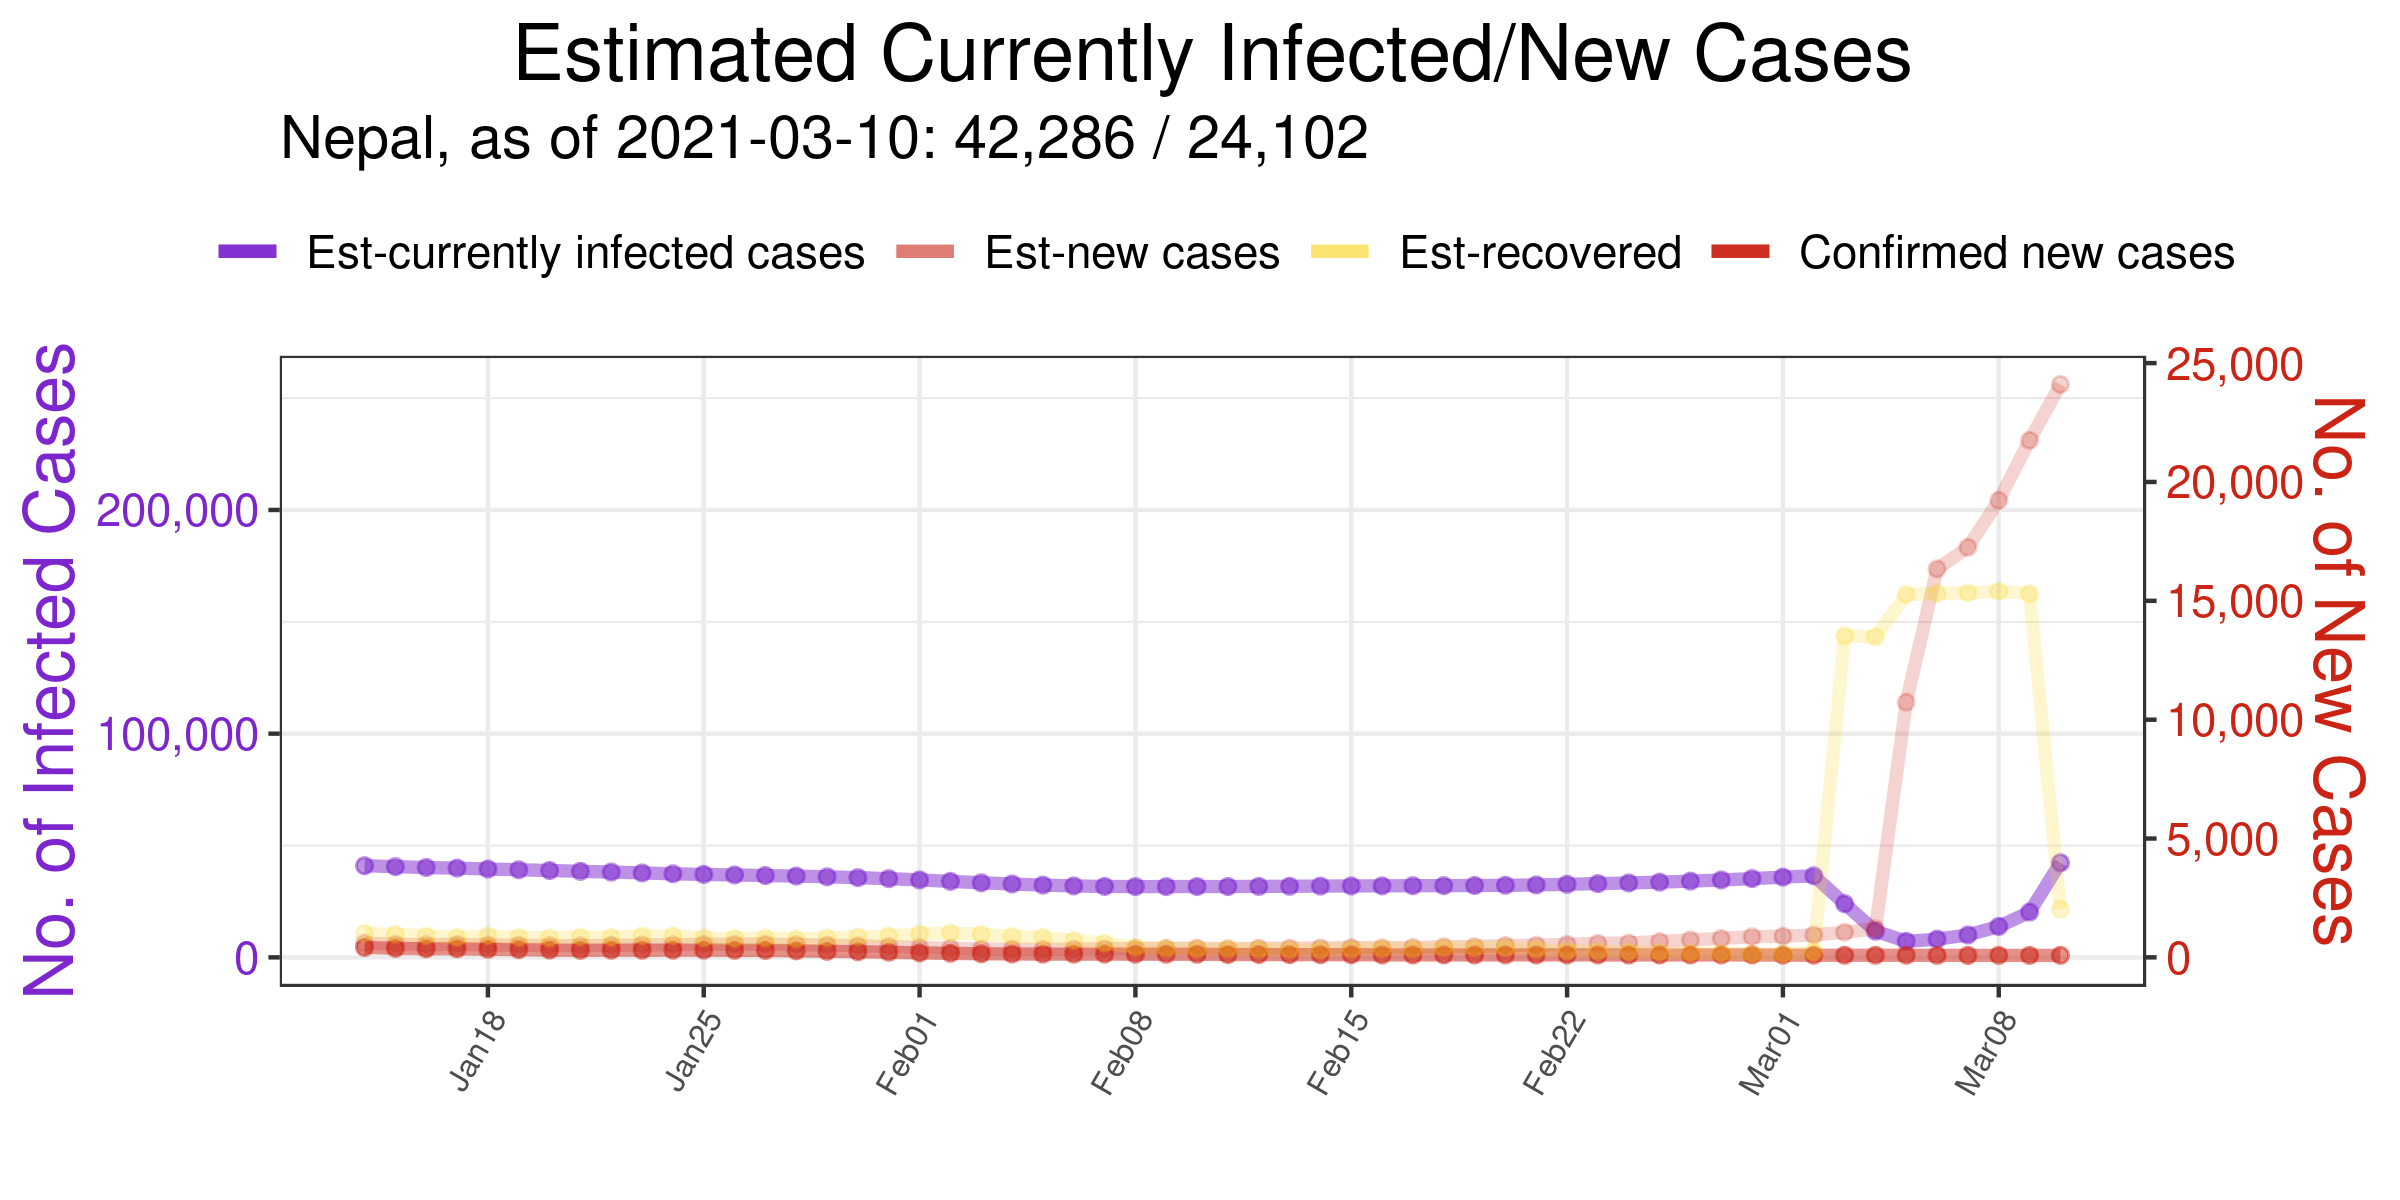 Estimated Currently Infected/New Cases
Nepal, as of 2021-03-10: 42,286 / 24,102
Est-currently infected cases Est-new cases Est-recovered Confirmed new cases
No. of Infected Cases
200,000
100,000
0
25,000
20,000
15,000
10,000
5,000
0
No. of New Cases
Jan18 Jan25 Feb01 Feb08 Feb15 Feb22 Mar01 Mar08